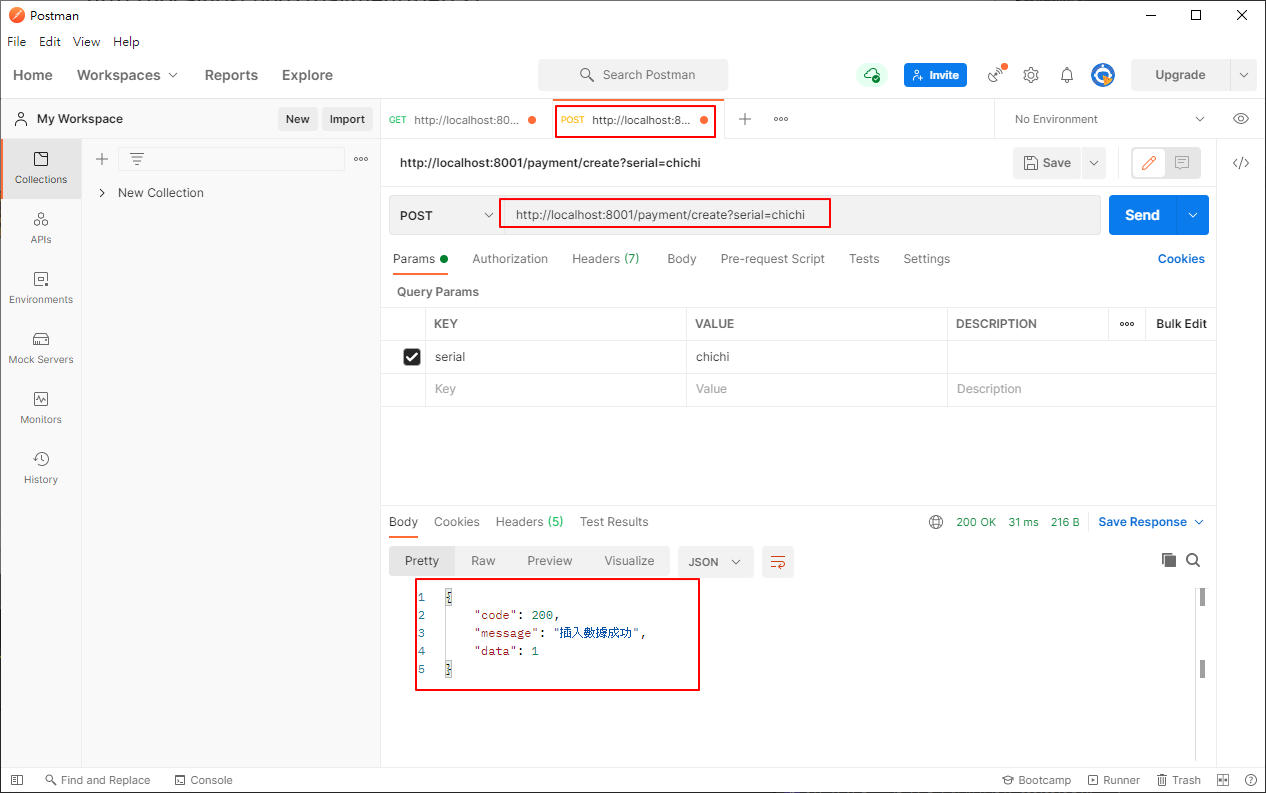 Postman
File Edit View Help
Home Workspaces Reports Explore Search Postman Invite Upgrade
My Workspace New Import GET http://localhost:80... POST http://localhost:8... No Environment
http://localhost:8001/payment/create?serial=chichi Save
Collections
New Collection
APIs
Environments
Mock Servers
Monitors
History
POST http://localhost:8001/payment/create?serial=chichi Send
Params Authorization Headers (7) Body Pre-request Script Tests Settings Cookies
Query Params
KEY VALUE DESCRIPTION Bulk Edit
serial chichi
Key Value Description
Body Cookies Headers (5) Test Results 200 OK 31 ms 216 B Save Response
Pretty Raw Preview Visualize JSON
1 {
2 "code": 200,
3 "message": "插入數據成功",
4 "data": 1
5 }
Find and Replace Console Bootcamp Runner Trash